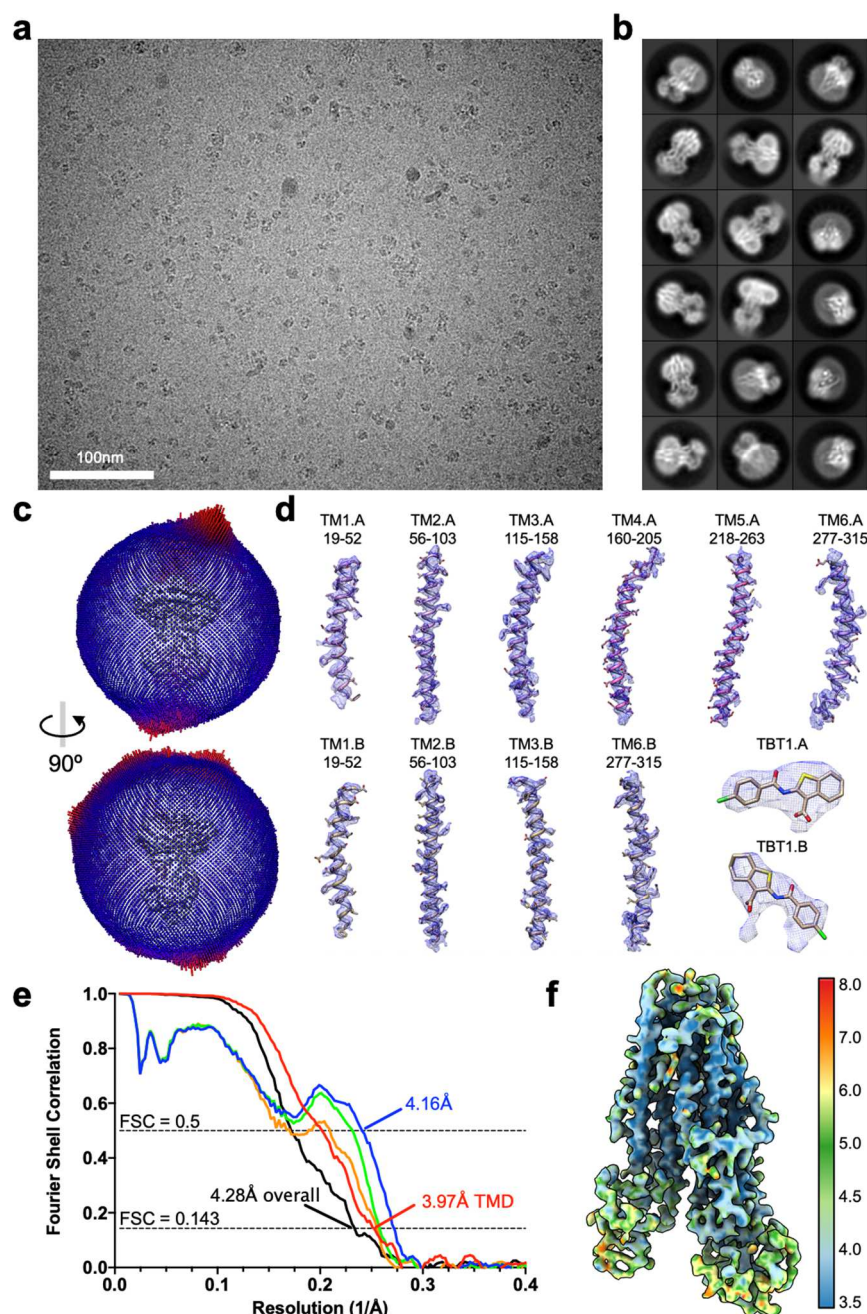 a
b
100nm
c
90º
d
TM1.A
19-52
TM2.A
56-103
TM3.A
115-158
TM4.A
160-205
TM5.A
218-263
TM6.A
277-315
TM1.B
19-52
TM2.B
56-103
TM3.B
115-158
TM6.B
277-315
TBT1.A
TBT1.B
e
Fourier Shell Correlation
1.0
0.8
0.6
0.4
0.2
0.0
FSC = 0.5
FSC = 0.143
4.16Å
4.28Å overall
3.97Å TMD
0.0
0.1
0.2
0.3
0.4
Resolution (1/Å)
f
8.0
7.0
6.0
5.0
4.5
4.0
3.5